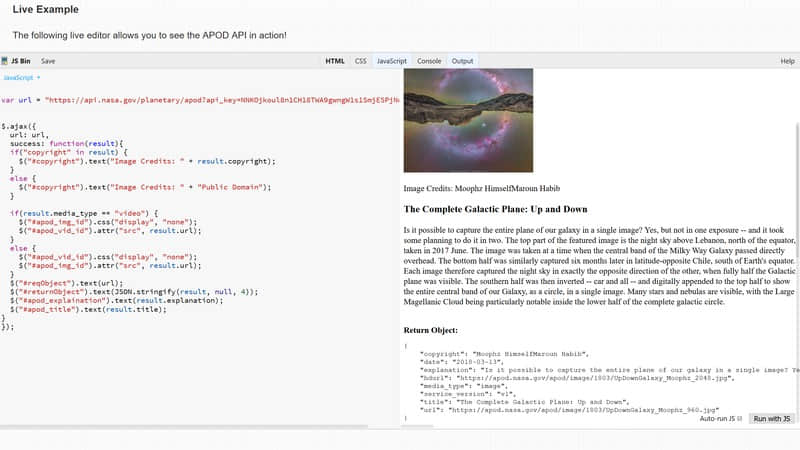 Live Example
The following live editor allows you to see the APOD API in action!
JS Bin Save HTML CSS JavaScript Console Output Help
JavaScript
var url =
$.ajax({
url: url,
success: function(result){
if("copyright" in result) {
$("#copyright").text("Image Credits: " + result.copyright);
}
else {
$("#copyright").text("Image Credits: " + "Public Domain");
}
if(result.media_type == "video") {
$("#apod_img_id").css("display", "none");
$("#apod_vid_id").attr("src", result.url);
}
else {
$("#apod_vid_id").css("display", "none");
$("#apod_img_id").attr("src", result.url);
}
$("#reqObject").text(url);
$("#returnObject").text(JSON.stringify(result, null, 4));
$("#apod_explaination").text(result.explanation);
$("#apod_title").text(result.title);
}
});
Image Credits: Moophz HimselfMaroun Habib
The Complete Galactic Plane: Up and Down
Is it possible to capture the entire plane of our galaxy in a single image? Yes, but not in one exposure -- and it took
some planning to do it in two. The top part of the featured image is the night sky above Lebanon, north of the equator,
taken in 2017 June. The image was taken at a time when the central band of the Milky Way Galaxy passed directly
overhead. The bottom half was similarly captured six months later in latitude-opposite Chile, south of Earth's equator.
Each image therefore captured the night sky in exactly the opposite direction of the other, when fully half the Galactic
plane was visible. The southern half was then inverted -- car and all -- and digitally appended to the top half to show
the entire central band of our Galaxy, as a circle, in a single image. Many stars and nebulas are visible, with the Large
Magellanic Cloud being particularly notable inside the lower half of the complete galactic circle.
Return Object:
{
"copyright": "Moophz HimselfMaroun Habib",
"date": "2018-03-13",
"explanation": "Is it possible to capture the entire plane of our galaxy in a single image? Ye
"hdurl": "https://apod.nasa.gov/apod/image/1803/UpDownGalaxy_Moophz_2048.jpg",
"media_type": "image",
"service_version": "v1",
"title": "The Complete Galactic Plane: Up and Down",
"url": "https://apod.nasa.gov/apod/image/1803/UpDownGalaxy_Moophz_960.jpg"
}
Auto-run JS Run with JS